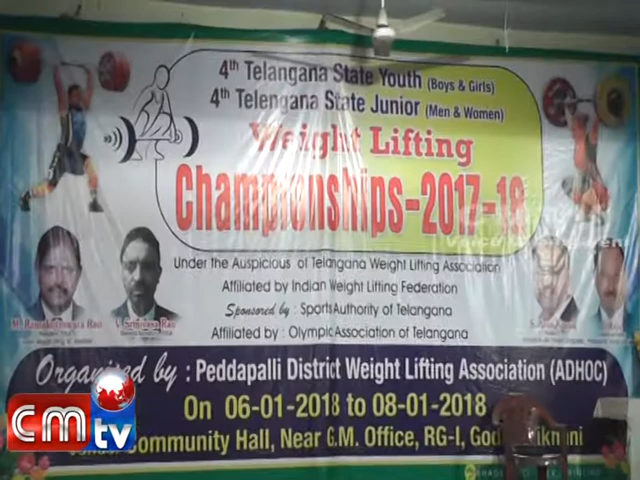 4th Telangana State Youth (Boys & Girls)
4th Telengana State Junior (Men & Women)
Weight Lifting
Championships-2017-18
Under the Auspicious of Telangana Weight Lifting Association
Affiliated by Indian Weight Lifting Federation
Sponsored by : Sports Authority of Telangana
Affiliated by : Olympic Association of Telangana
Organised by : Peddapalli District Weight Lifting Association (ADHOC)
On 06-01-2018 to 08-01-2018
Community Hall, Near G.M. Office, RG-I,
CM tv